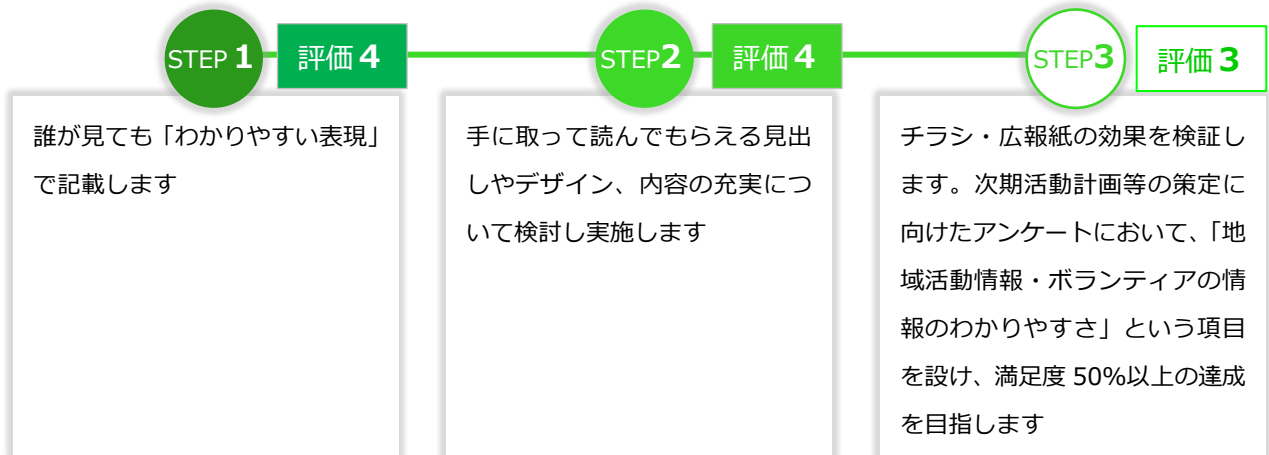 STEP 1 評価 4
誰が見ても「わかりやすい表現」
で記載します
STEP2 評価 4
手に取って読んでもらえる見出
しやデザイン、内容の充実につ
いて検討し実施します
STEP3 評価 3
チラシ・広報紙の効果を検証し
ます。次期活動計画等の策定に
向けたアンケートにおいて、「地
域活動情報・ボランティアの情
報のわかりやすさ」という項目
を設け、満足度 50%以上の達成
を目指します